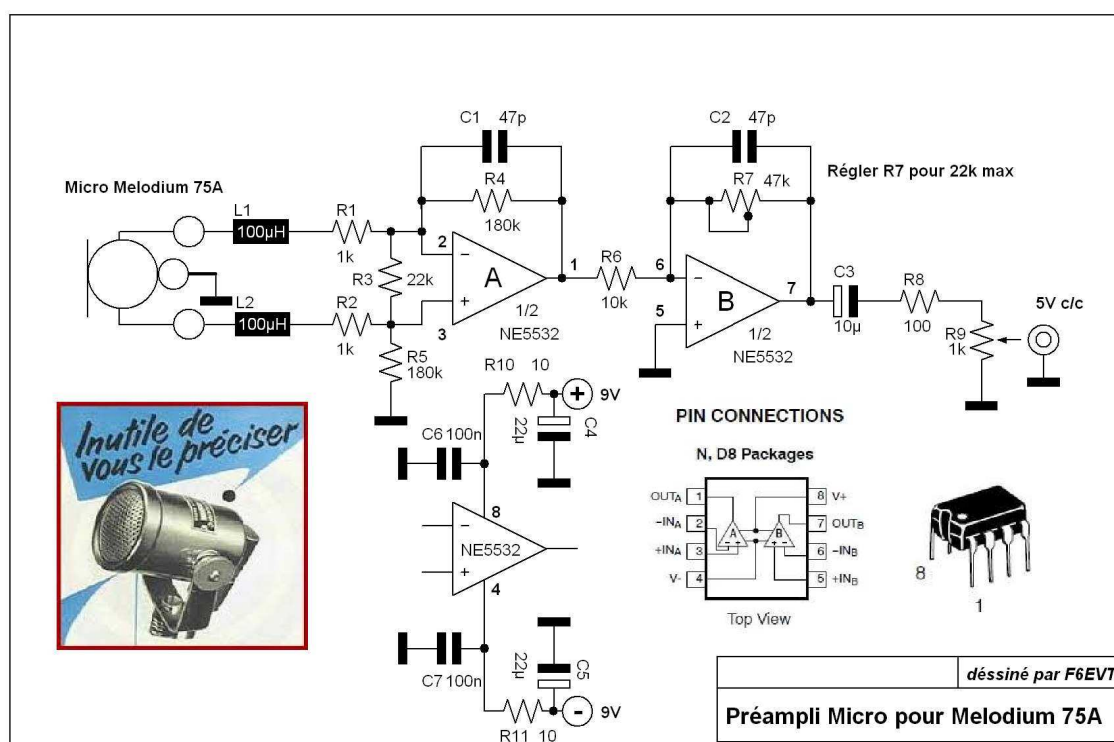 C1 47p
C2 47p
R4
180k
R7 47k
Régler R7 pour 22k max
Micro Melodium 75A
L1
100µH
R1
1k
2
A
1
R3 22k
R6
10k
6
B
7
5
C3
10µ
R8
100
R9
1k
5V c/c
L2
100µH
R2
1k
3
1/2
NE5532
1/2
NE5532
R5
180k
R10 10
+ 9V
C4
22µ
C6 100n
8
NE5532
4
C7 100n
22µ
C5
R11 10
- 9V
Inutile de
vous le préciser
PIN CONNECTIONS
N, D8 Packages
OUTA 1
-INA 2
+INA 3
V- 4
A
B
8 V+
7 OUTB
6 -INB
5 +INB
Top View
8
1
déssiné par F6EVT
Préampli Micro pour Melodium 75A